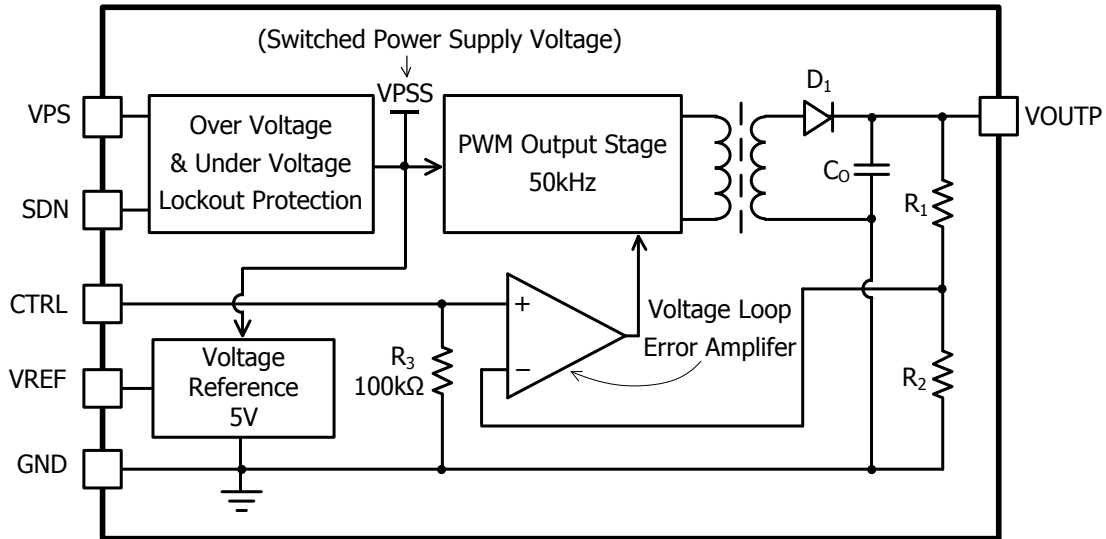 (Switched Power Supply Voltage)
VPSS
VPS
SDN
CTRL
VREF
GND
Over Voltage
& Under Voltage
Lockout Protection
PWM Output Stage
50kHz
D1
VOUTP
CO
R1
R2
+
−
Voltage Loop
Error Amplifer
R3
100kΩ
Voltage
Reference
5V